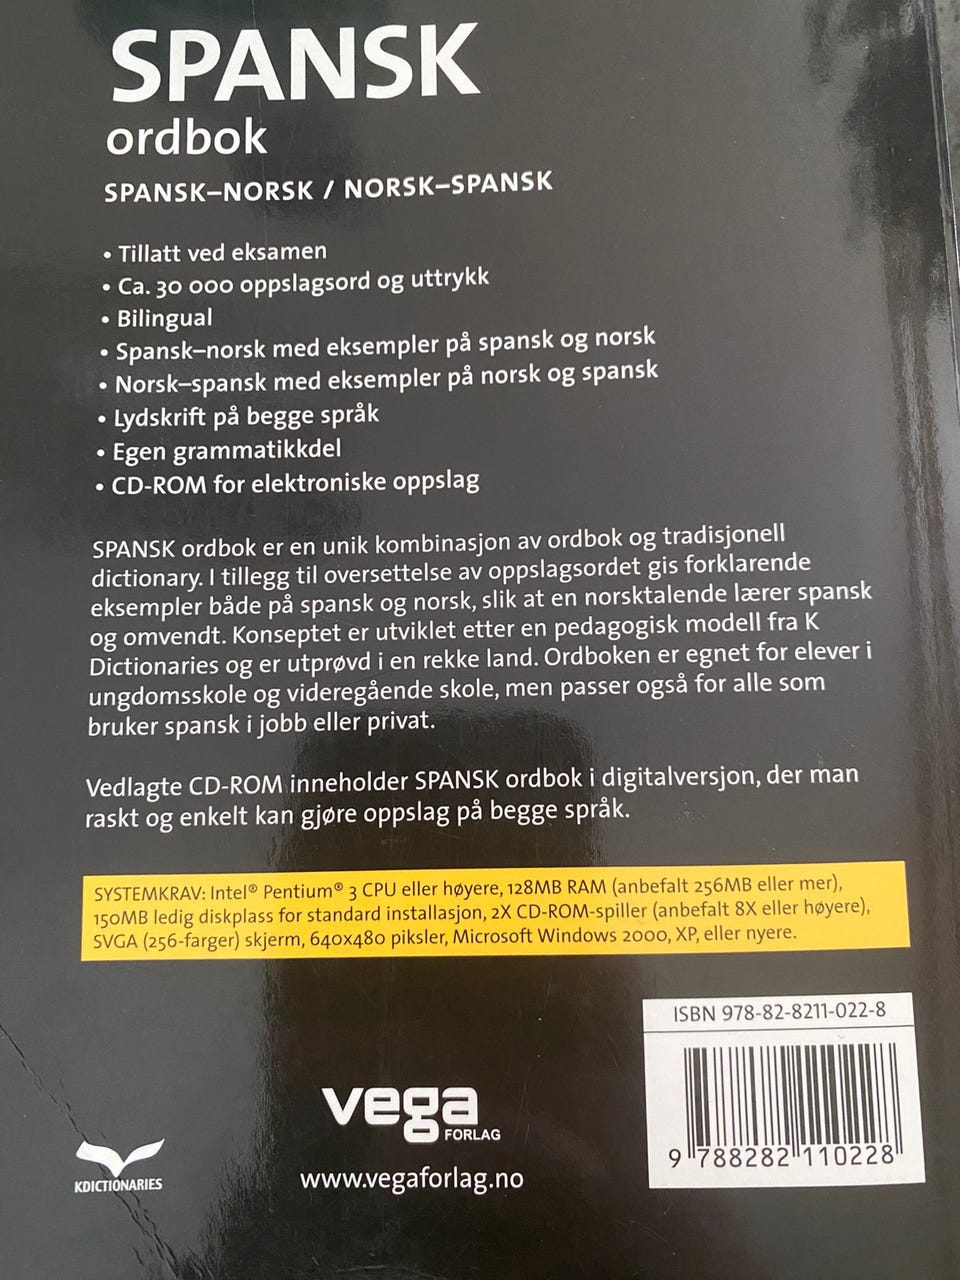 SPANSK
ordbok
SPANSK–NORSK / NORSK–SPANSK
• Tillatt ved eksamen
• Ca. 30 000 oppslagsord og uttrykk
• Bilingual
• Spansk–norsk med eksempler på spansk og norsk
• Norsk–spansk med eksempler på norsk og spansk
• Lydskrift på begge språk
• Egen grammatikkdel
• CD-ROM for elektroniske oppslag
SPANSK ordbok er en unik kombinasjon av ordbok og tradisjonell
dictionary. I tillegg til oversettelse av oppslagsordet gis forklarende
eksempler både på spansk og norsk, slik at en norsktalende lærer spansk
og omvendt. Konseptet er utviklet etter en pedagogisk modell fra K
Dictionaries og er utprøvd i en rekke land. Ordboken er egnet for elever i
ungdomsskole og videregående skole, men passer også for alle som
bruker spansk i jobb eller privat.
Vedlagte CD-ROM inneholder SPANSK ordbok i digitalversjon, der man
raskt og enkelt kan gjøre oppslag på begge språk.
SYSTEMKRAV: Intel® Pentium® 3 CPU eller høyere, 128MB RAM (anbefalt 256MB eller mer),
150MB ledig diskplass for standard installasjon, 2X CD-ROM-spiller (anbefalt 8X eller høyere),
SVGA (256-farger) skjerm, 640x480 piksler, Microsoft Windows 2000, XP, eller nyere.
ISBN 978-82-8211-022-8
9 788282 110228
vega
FORLAG
www.vegaforlag.no
KDICTIONARIES